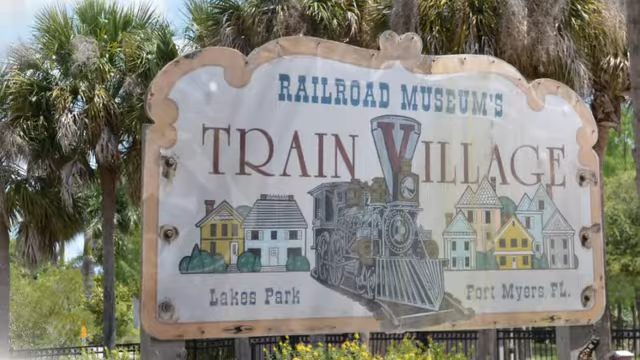 RAILROAD MUSEUM'S
TRAIN VILLAGE
Lakes Park
Fort Myers FL.